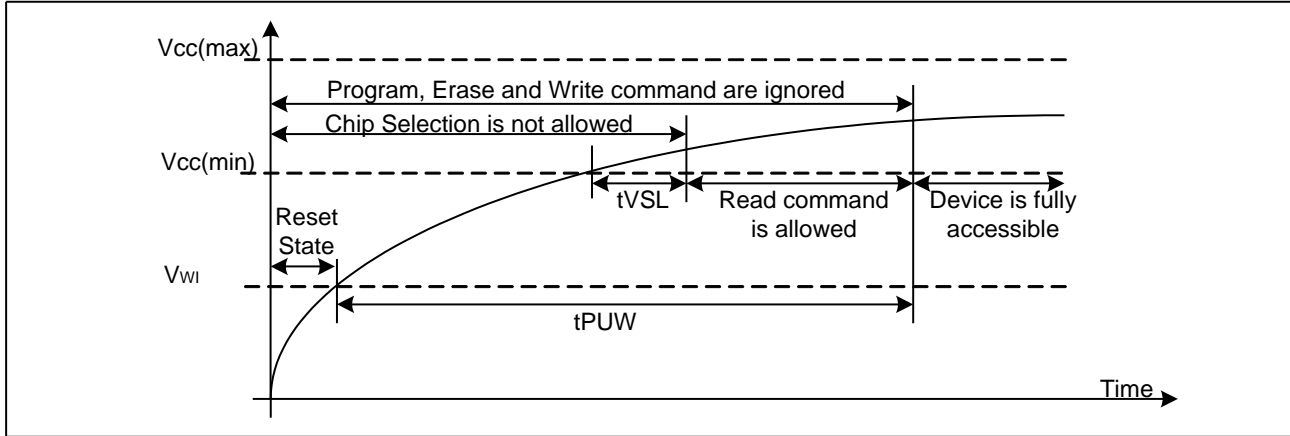 Vcc(max)
Program, Erase and Write command are ignored
Chip Selection is not allowed
Vcc(min)
tVSL
Read command
is allowed
Device is fully
accessible
Reset
State
VWI
tPUW
Time